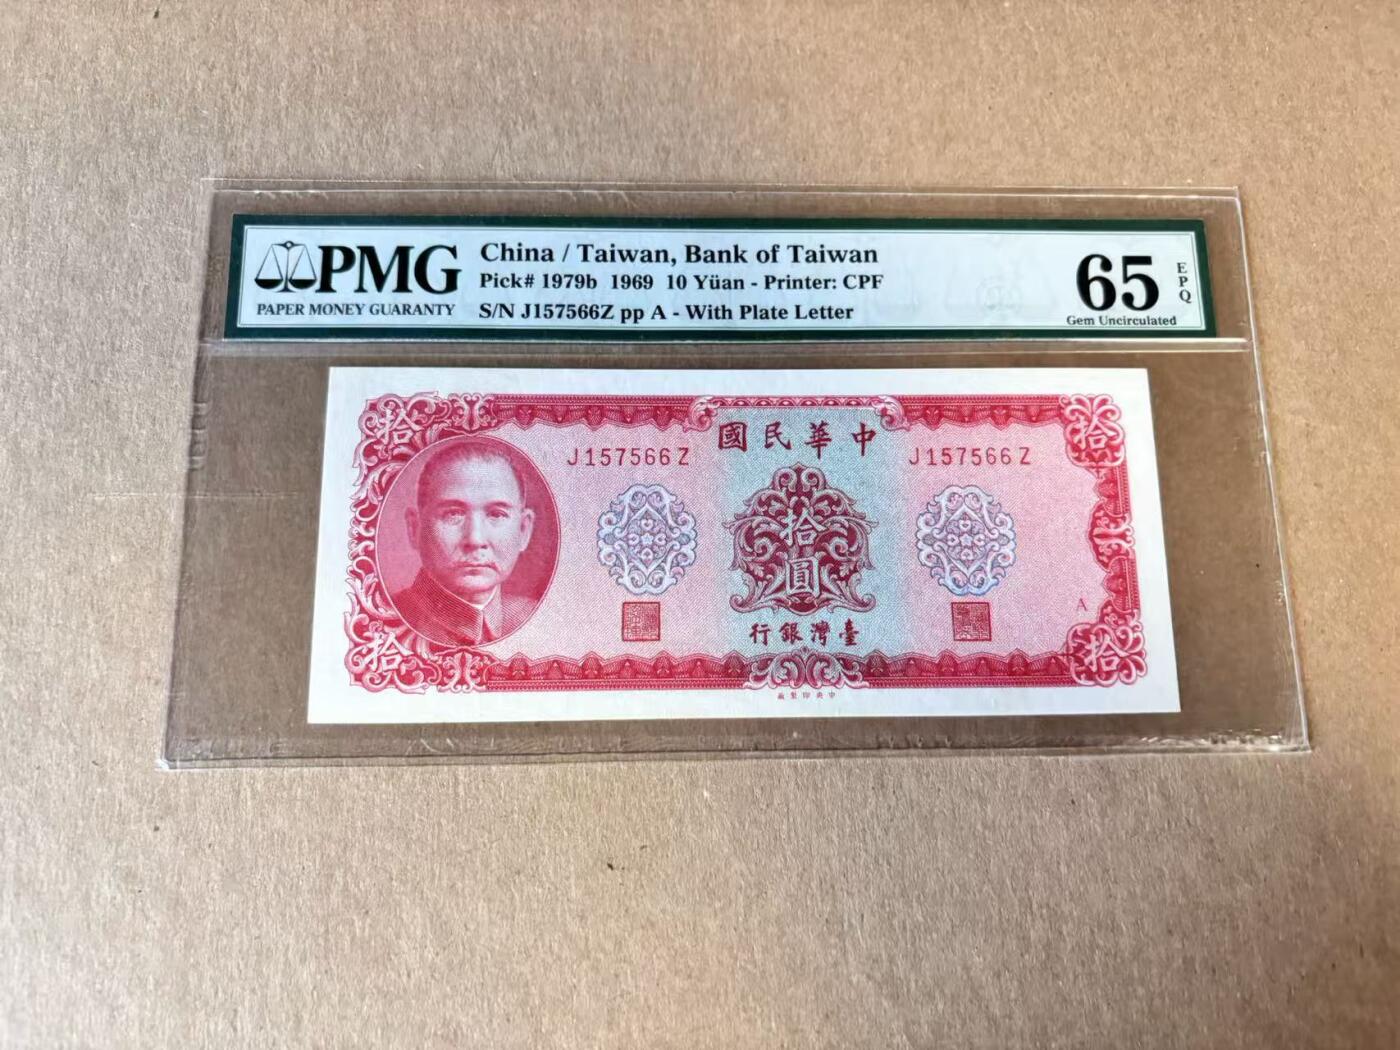 PMG
PAPER MONEY GUARANTY
China / Taiwan, Bank of Taiwan
Pick# 1979b 1969 10 Yüan - Printer: CPF
S/N J157566Z pp A - With Plate Letter
65
EPQ
Gem Uncirculated
拾
國民華中
拾
J157566Z
J157566Z
拾圓
A
行銀灣臺
拾
拾
廠製印央中